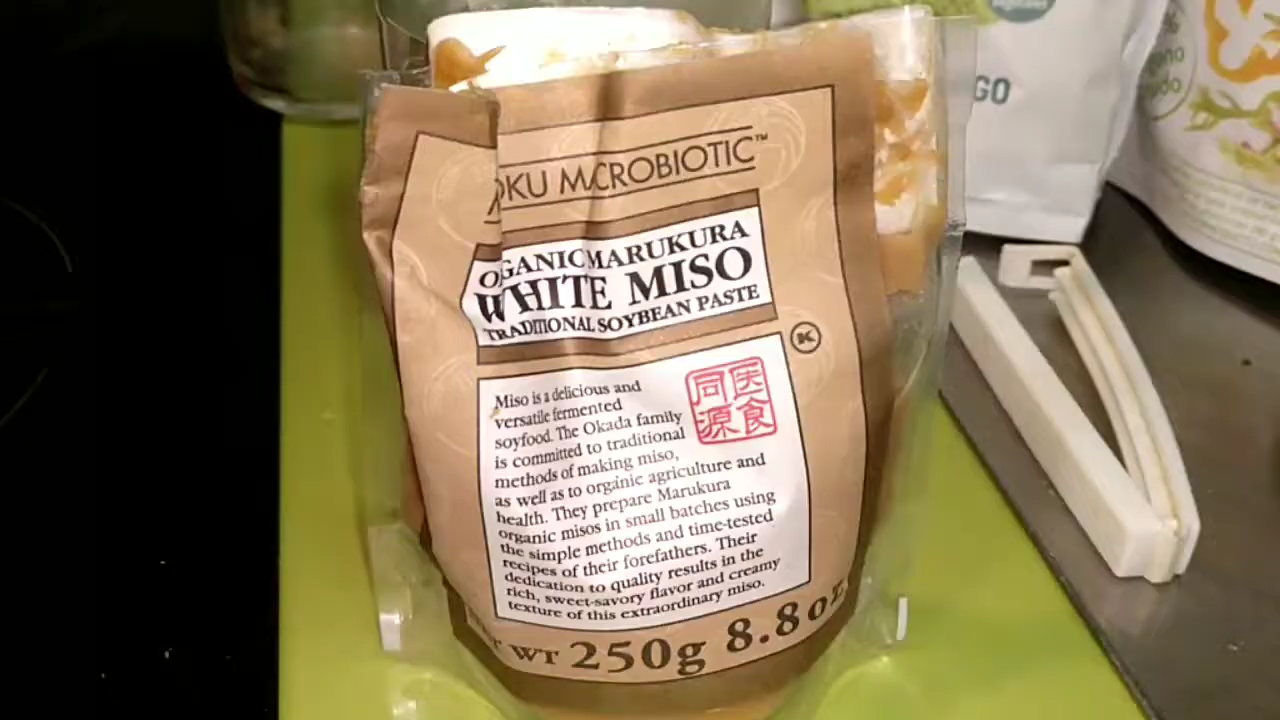 OKU MACROBIOTIC™
ORGANIC MARUKURA
WHITE MISO
TRADITIONAL SOYBEAN PASTE
K
Miso is a delicious and
versatile fermented
soyfood. The Okada family
is committed to traditional
methods of making miso,
as well as to organic agriculture and
health. They prepare Marukura
organic misos in small batches using
the simple methods and time-tested
recipes of their forefathers. Their
dedication to quality results in the
rich, sweet-savory flavor and creamy
texture of this extraordinary miso.
医食
同源
WT 250g 8.8oz
GO